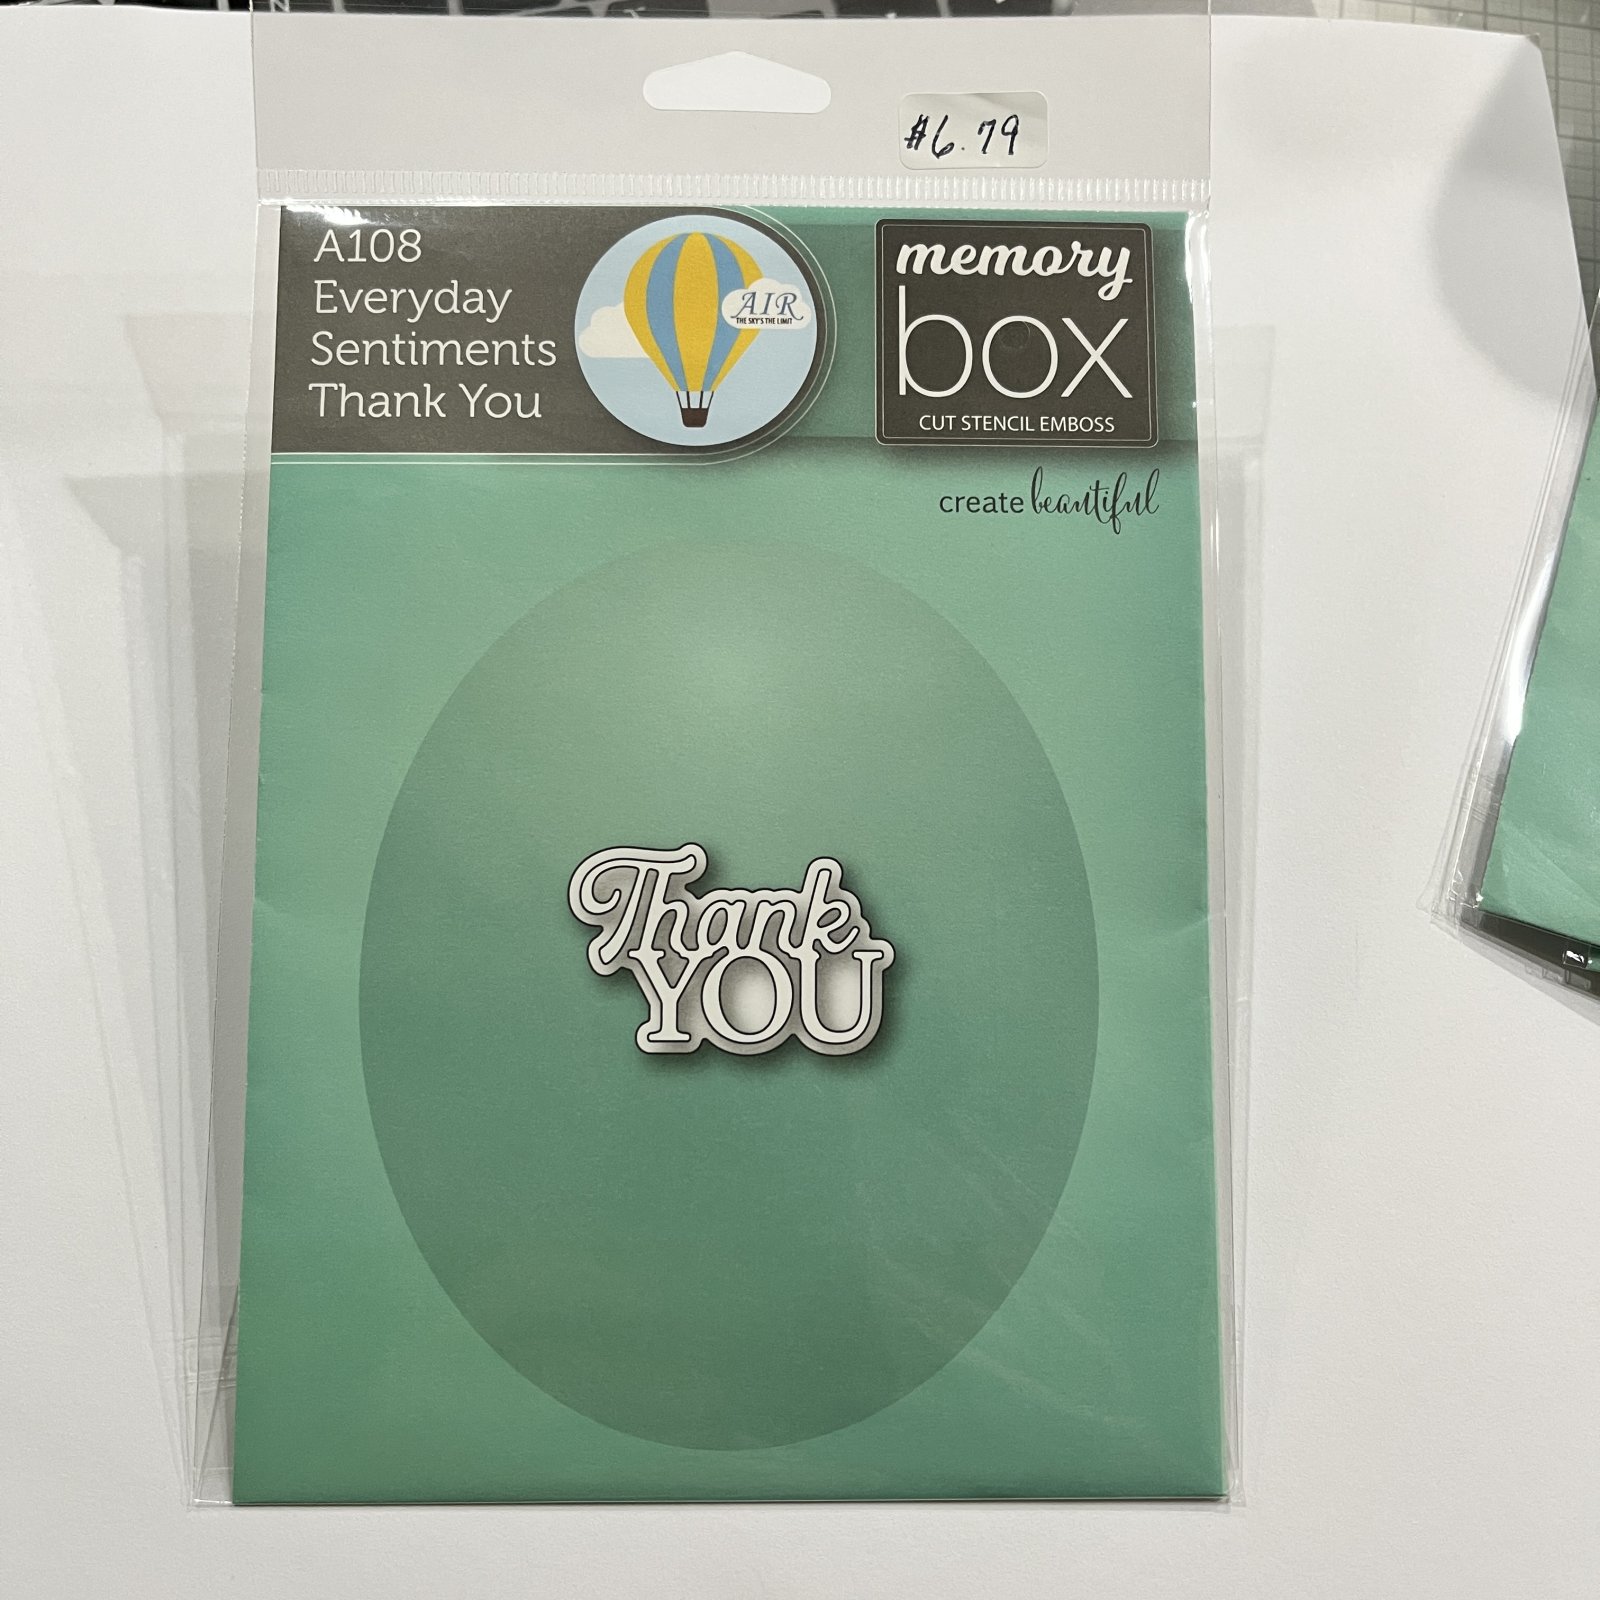 #6.79
A108
Everyday
Sentiments
Thank You
AIR
THE SKY'S THE LIMIT
memory
box
CUT STENCIL EMBOSS
create beautiful
Thank
YOU